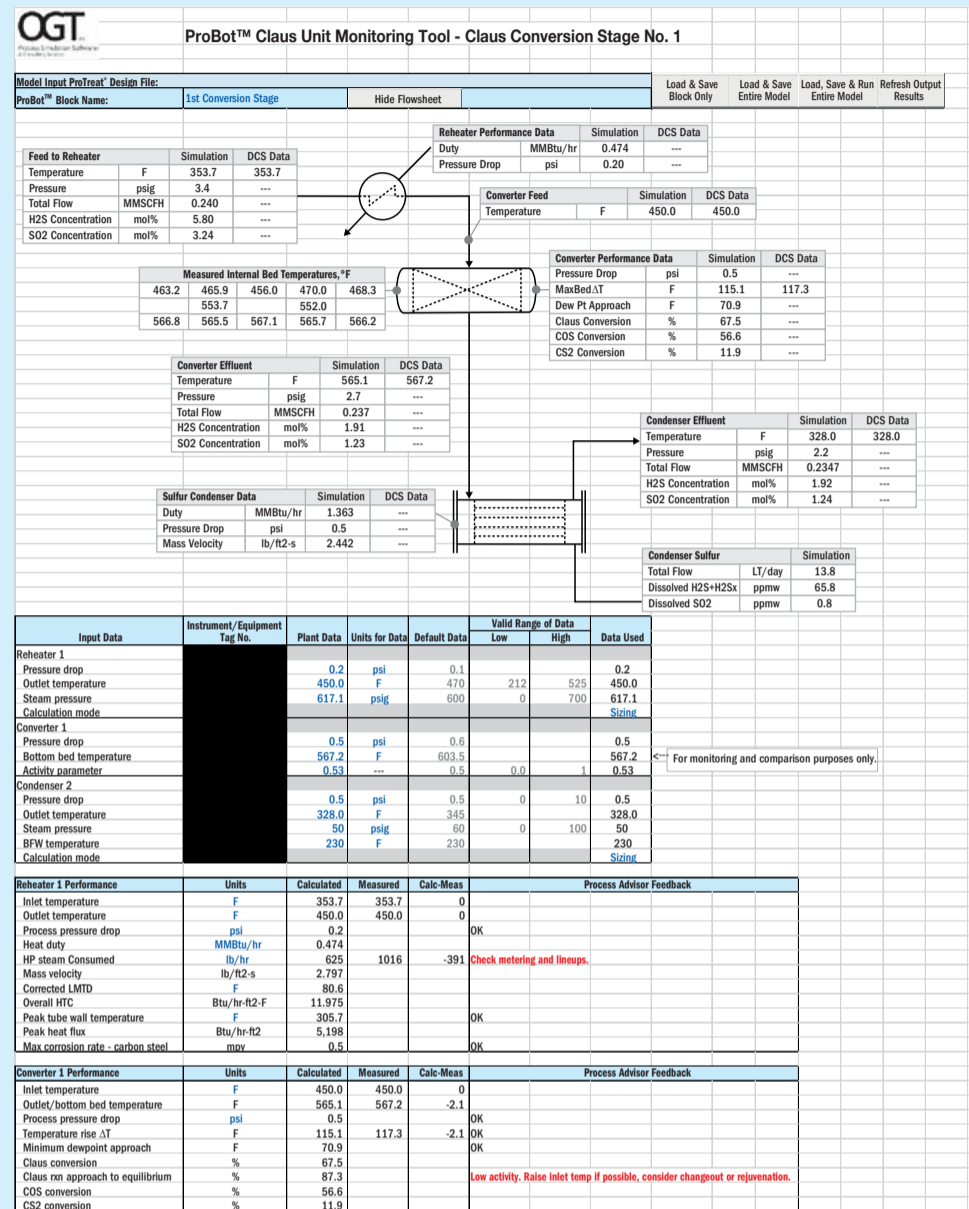 OGT
ProBot™ Claus Unit Monitoring Tool - Claus Conversion Stage No. 1
Model Input ProTreat® Design File:
ProBot™ Block Name: 1st Conversion Stage Hide Flowsheet
Load & Save Block Only
Load & Save Entire Model
Load, Save & Run Entire Model
Refresh Output Results
Reheater Performance Data Simulation DCS Data
Duty MMBtu/hr 0.474 ---
Pressure Drop psi 0.20 ---
Feed to Reheater Simulation DCS Data
Temperature F 353.7 353.7
Pressure psig 3.4 ---
Total Flow MMSCFH 0.240 ---
H2S Concentration mol% 5.80 ---
SO2 Concentration mol% 3.24 ---
Converter Feed Simulation DCS Data
Temperature F 450.0 450.0
Measured Internal Bed Temperatures,°F
463.2 465.9 456.0 470.0 468.3
553.7 552.0
566.8 565.5 567.1 565.7 566.2
Converter Performance Data Simulation DCS Data
Pressure Drop psi 0.5 ---
MaxBedΔT F 115.1 117.3
Dew Pt Approach F 70.9 ---
Claus Conversion % 67.5 ---
COS Conversion % 56.6 ---
CS2 Conversion % 11.9 ---
Converter Effluent Simulation DCS Data
Temperature F 565.1 567.2
Pressure psig 2.7 ---
Total Flow MMSCFH 0.237 ---
H2S Concentration mol% 1.91 ---
SO2 Concentration mol% 1.23 ---
Condenser Effluent Simulation DCS Data
Temperature F 328.0 328.0
Pressure psig 2.2 ---
Total Flow MMSCFH 0.2347 ---
H2S Concentration mol% 1.92 ---
SO2 Concentration mol% 1.24 ---
Sulfur Condenser Data Simulation DCS Data
Duty MMBtu/hr 1.363 ---
Pressure Drop psi 0.5 ---
Mass Velocity lb/ft2-s 2.442 ---
Condenser Sulfur Simulation
Total Flow LT/day 13.8
Dissolved H2S+H2Sx ppmw 65.8
Dissolved SO2 ppmw 0.8
Input Data Instrument/Equipment Tag No. Plant Data Units for Data Default Data Valid Range of Data Low High Data Used
Reheater 1
Pressure drop 0.2 psi 0.1 0.2
Outlet temperature 450.0 F 470 212 525 450.0
Steam pressure 617.1 psig 600 0 700 617.1
Calculation mode Sizing
Converter 1
Pressure drop 0.5 psi 0.6 0.5
Bottom bed temperature 567.2 F 603.5 567.2 <--- For monitoring and comparison purposes only.
Activity parameter 0.53 --- 0.5 0.0 1 0.53
Condenser 2
Pressure drop 0.5 psi 0.5 0 10 0.5
Outlet temperature 328.0 F 345 328.0
Steam pressure 50 psig 60 0 100 50
BFW temperature 230 F 230 230
Calculation mode Sizing
Reheater 1 Performance Units Calculated Measured Calc-Meas Process Advisor Feedback
Inlet temperature F 353.7 353.7 0
Outlet temperature F 450.0 450.0 0
Process pressure drop psi 0.2 OK
Heat duty MMBtu/hr 0.474
HP steam Consumed lb/hr 625 1016 -391 Check metering and lineups.
Mass velocity lb/ft2-s 2.797
Corrected LMTD F 80.6
Overall HTC Btu/hr-ft2-F 11.975
Peak tube wall temperature F 305.7 OK
Peak heat flux Btu/hr-ft2 5,198
Max corrosion rate - carbon steel mpy 0.5 OK
Converter 1 Performance Units Calculated Measured Calc-Meas Process Advisor Feedback
Inlet temperature F 450.0 450.0 0
Outlet/bottom bed temperature F 565.1 567.2 -2.1
Process pressure drop psi 0.5 OK
Temperature rise ΔT F 115.1 117.3 -2.1 OK
Minimum dewpoint approach F 70.9 OK
Claus conversion % 67.5
Claus rxn approach to equilibrium % 87.3 Low activity. Raise inlet temp if possible, consider changeout or rejuvenation.
COS conversion % 56.6
CS2 conversion % 11.9